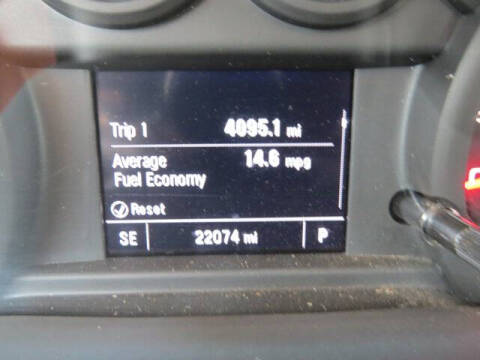 Trip 1 4095.1 mi
Average 14.6 mpg
Fuel Economy
Reset
SE 22074 mi P